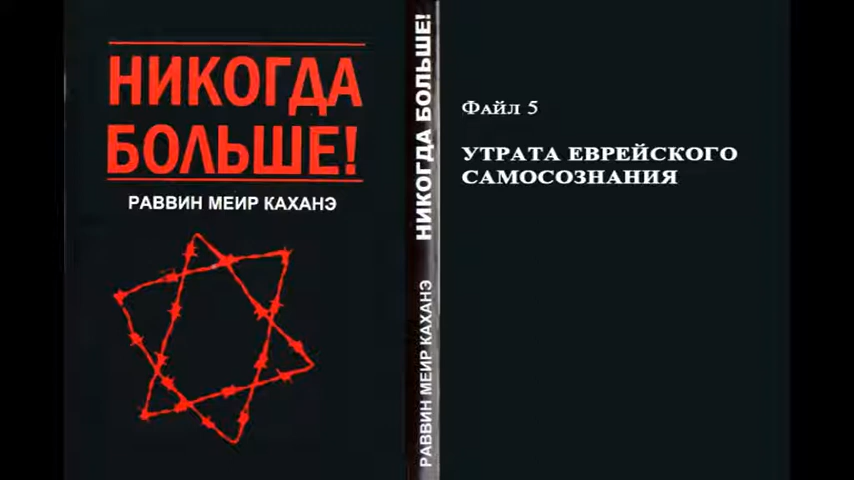 НИКОГДА
БОЛЬШЕ!
РАВВИН МЕИР КАХАНЭ
НИКОГДА БОЛЬШЕ!
РАВВИН МЕИР КАХАНЭ
Файл 5
УТРАТА ЕВРЕЙСКОГО
САМОСОЗНАНИЯ